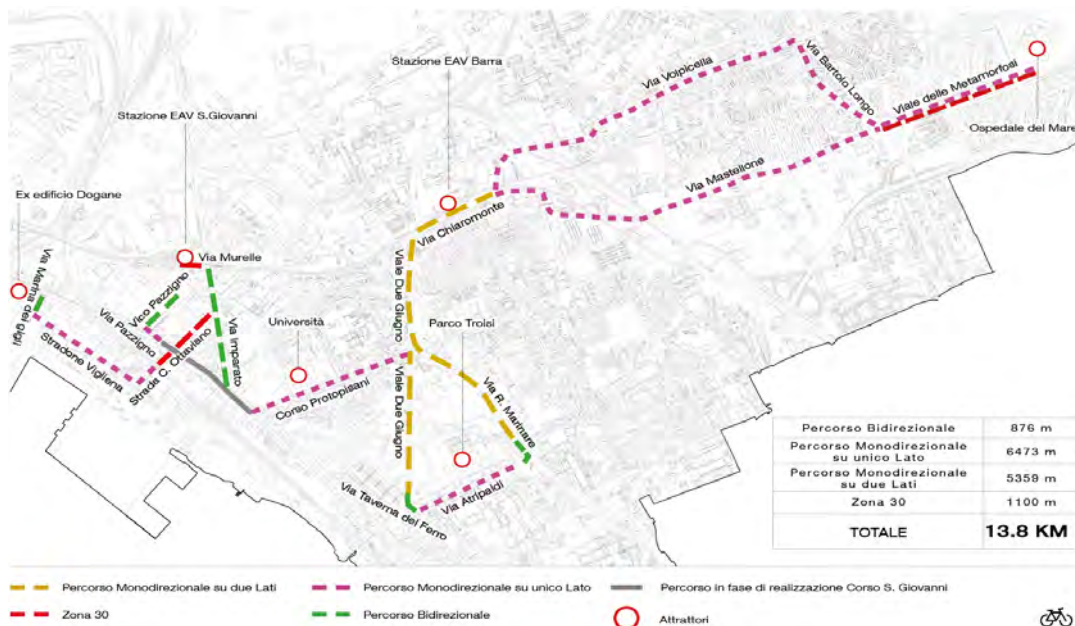 Stazione EAV Barra
Stazione EAV S.Giovanni
Ex edificio Dogane
Via Volpicella
Via Bartolo Longo
Viale delle Metamorfosi
Ospedale del Mare
Via Mastellone
Via Chiaromonte
Via Murelle
Via Marina dei gigli
Vico Pazzigno
Via Pazzigno
Strada C. Ottaviano
Via Imparato
Stradone Vigliena
Università
Corso Protopisani
Viale Due Giugno
Parco Troisi
Viale Due Giugno
Via R. Marinare
Via Atripaldi
Via Taverna del Ferro
Percorso Bidirezionale 876 m
Percorso Monodirezionale
su unico Lato 6473 m
Percorso Monodirezionale
su due Lati 5359 m
Zona 30 1100 m
TOTALE 13.8 KM
Percorso Monodirezionale su due Lati
Percorso Monodirezionale su unico Lato
Percorso in fase di realizzazione Corso S. Giovanni
Zona 30
Percorso Bidirezionale
Attrattori